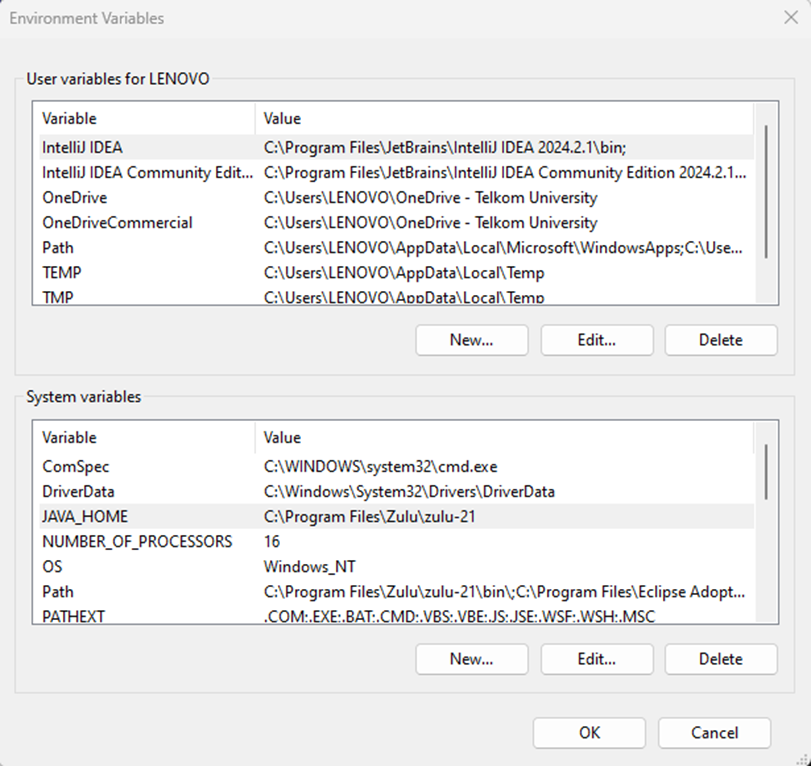 Environment Variables
User variables for LENOVO
Variable Value
IntelliJ IDEA C:\Program Files\JetBrains\IntelliJ IDEA 2024.2.1\bin;
IntelliJ IDEA Community Edit... C:\Program Files\JetBrains\IntelliJ IDEA Community Edition 2024.2.1...
OneDrive C:\Users\LENOVO\OneDrive - Telkom University
OneDriveCommercial C:\Users\LENOVO\OneDrive - Telkom University
Path C:\Users\LENOVO\AppData\Local\Microsoft\WindowsApps;C:\Use...
TEMP C:\Users\LENOVO\AppData\Local\Temp
TMP C:\Users\LENOVO\AppData\Local\Temp
New... Edit... Delete
System variables
Variable Value
ComSpec C:\WINDOWS\system32\cmd.exe
DriverData C:\Windows\System32\Drivers\DriverData
JAVA_HOME C:\Program Files\Zulu\zulu-21
NUMBER_OF_PROCESSORS 16
OS Windows_NT
Path C:\Program Files\Zulu\zulu-21\bin\;C:\Program Files\Eclipse Adopt...
PATHEXT .COM;.EXE;.BAT;.CMD;.VBS;.VBE;.JS;.JSE;.WSF;.WSH;.MSC
New... Edit... Delete
OK Cancel